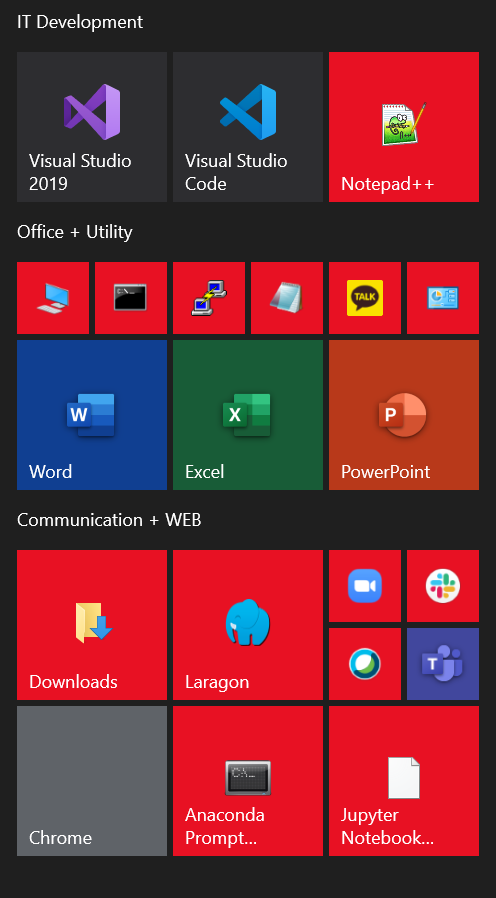 IT Development
Visual Studio
2019
Visual Studio
Code
Notepad++
Office + Utility
TALK
W
X
P
Word
Excel
PowerPoint
Communication + WEB
T
Downloads
Laragon
C:\...
Chrome
Anaconda
Prompt...
Jupyter
Notebook...